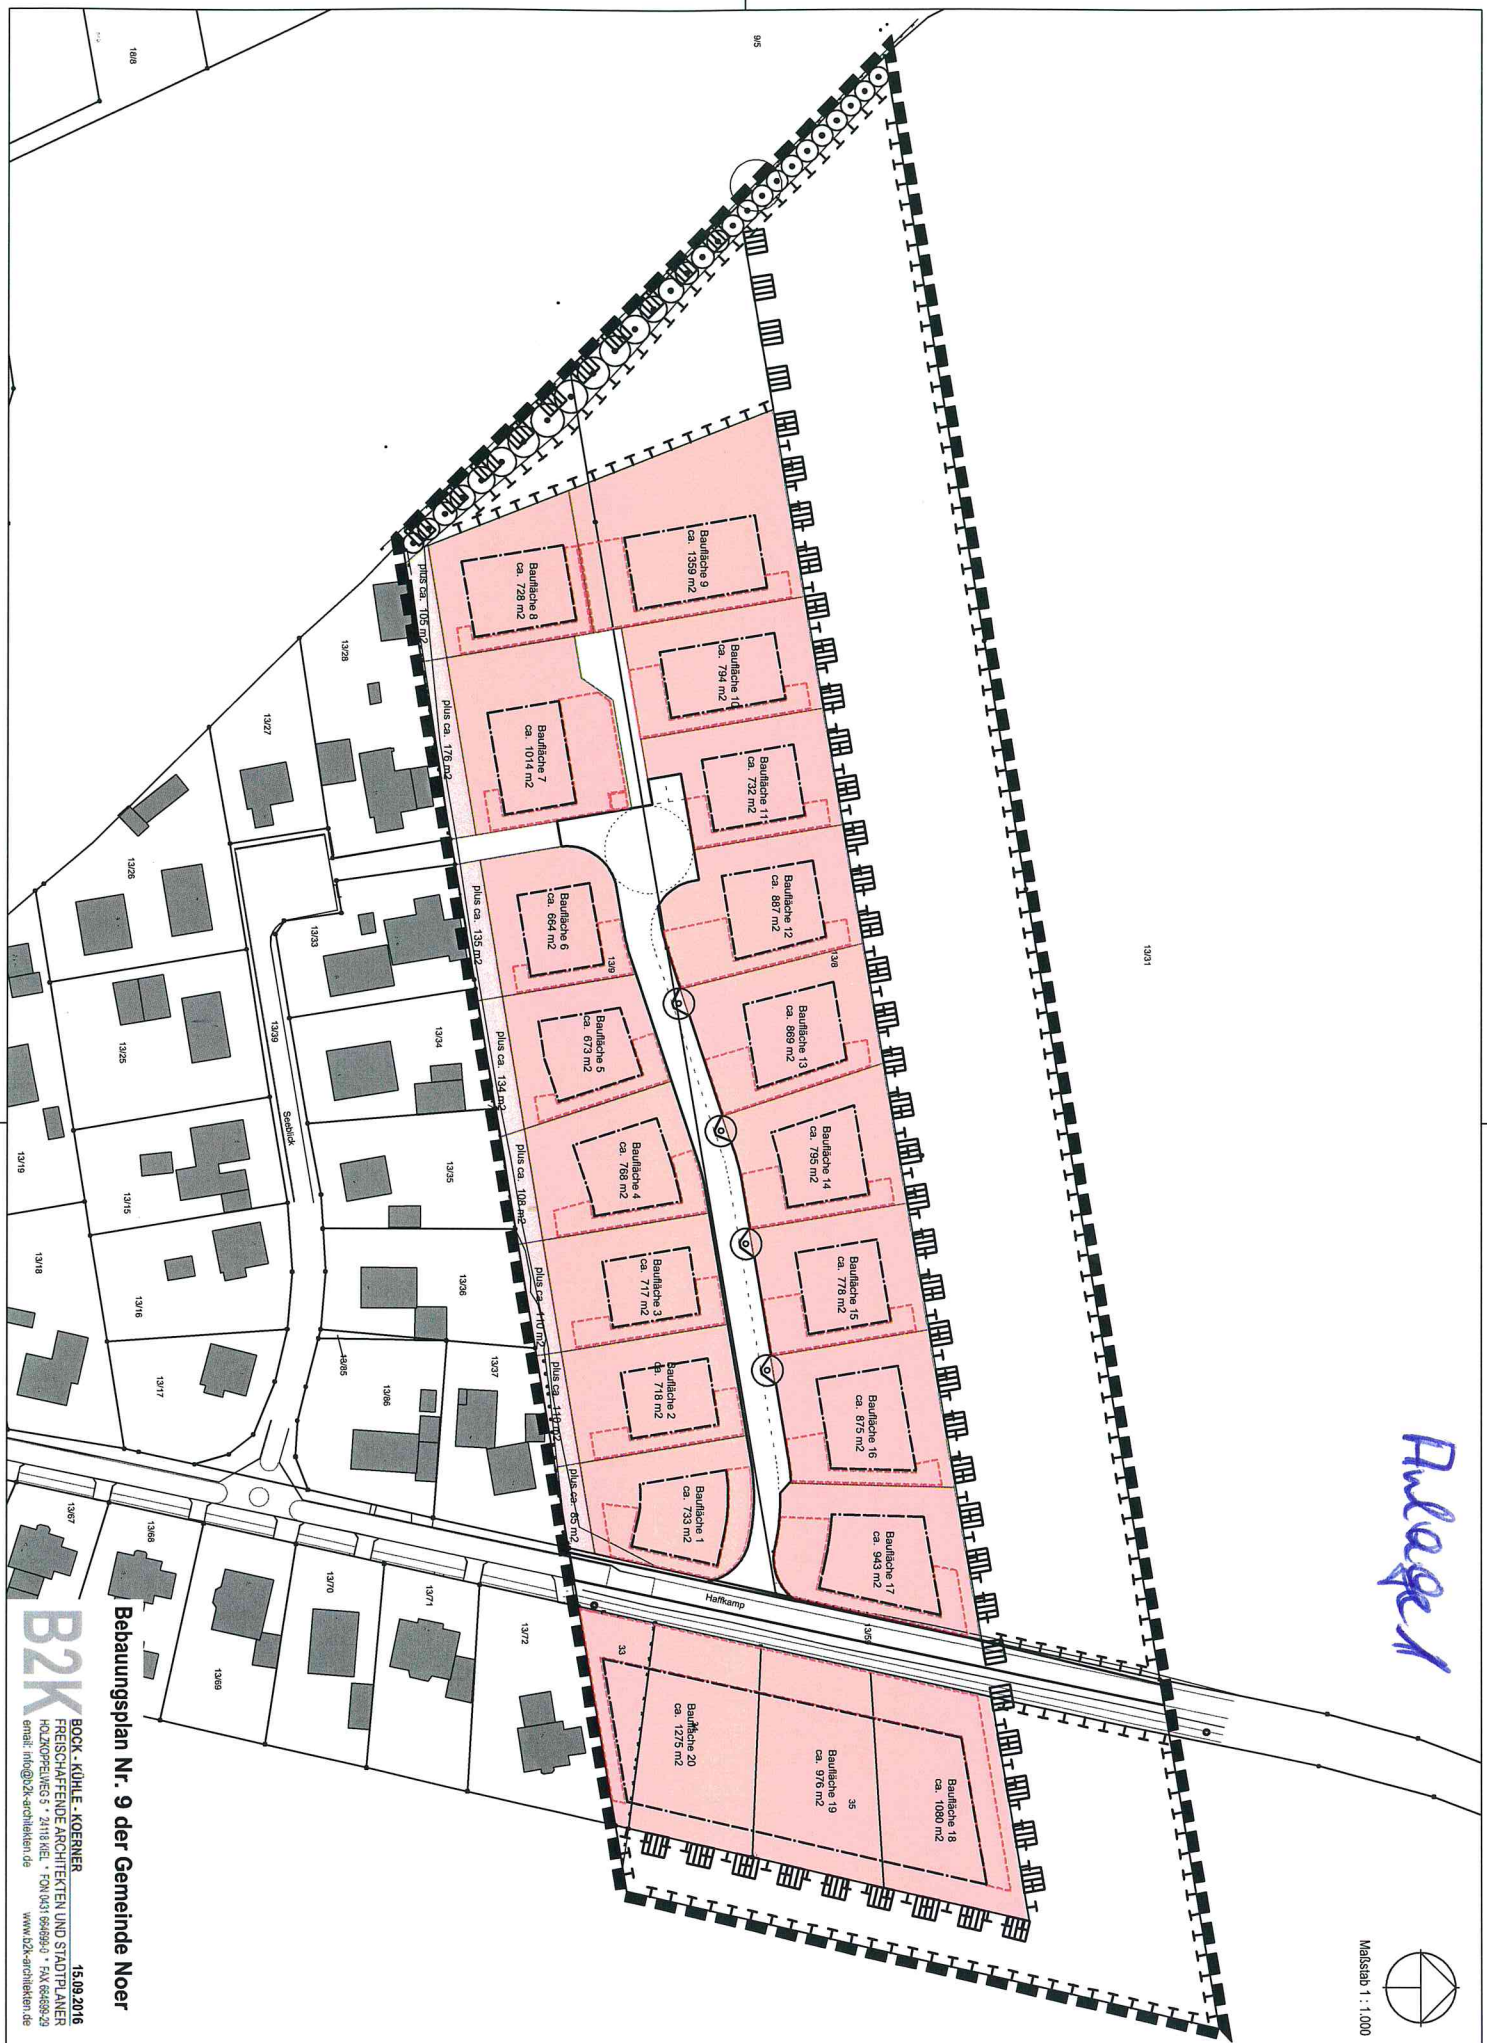 Anlage 1
Maßstab 1 : 1.000
9/5
18/8
13/31
Baufläche 9
ca. 1359 m2
Baufläche 10
ca. 794 m2
Baufläche 11
ca. 732 m2
Baufläche 12
ca. 887 m2
13/8
Baufläche 13
ca. 869 m2
Baufläche 14
ca. 795 m2
Baufläche 15
ca. 778 m2
Baufläche 16
ca. 875 m2
Baufläche 17
ca. 943 m2
Baufläche 18
ca. 1080 m2
35
Baufläche 19
ca. 976 m2
Baufläche 20
ca. 1275 m2
33
Baufläche 8
ca. 728 m2
Baufläche 7
ca. 1014 m2
Baufläche 6
ca. 664 m2
13/9
Baufläche 5
ca. 673 m2
Baufläche 4
ca. 768 m2
Baufläche 3
ca. 717 m2
Baufläche 2
ca. 718 m2
Baufläche 1
ca. 733 m2
plus ca. 105 m2
plus ca. 176 m2
plus ca. 135 m2
plus ca. 134 m2
plus ca. 108 m2
plus ca. 110 m2
plus ca. 110 m2
plus ca. 85 m2
Haffkamp
13/28
13/27
13/26
13/33
13/34
13/35
13/36
13/37
13/39
Seeblick
13/25
13/15
13/16
13/17
13/18
13/19
13/85
13/86
13/67
13/68
13/69
13/70
13/71
13/72
Bebauungsplan Nr. 9 der Gemeinde Noer
B2K
BOCK - KÜHLE - KOERNER 15.09.2016
FREISCHAFFENDE ARCHITEKTEN UND STADTPLANER
HOLZKOPPELWEG 5 * 24118 KIEL * FON 0431 664699-0 * FAX 664699-29
email: info@b2k-architekten.de www.b2k-architekten.de